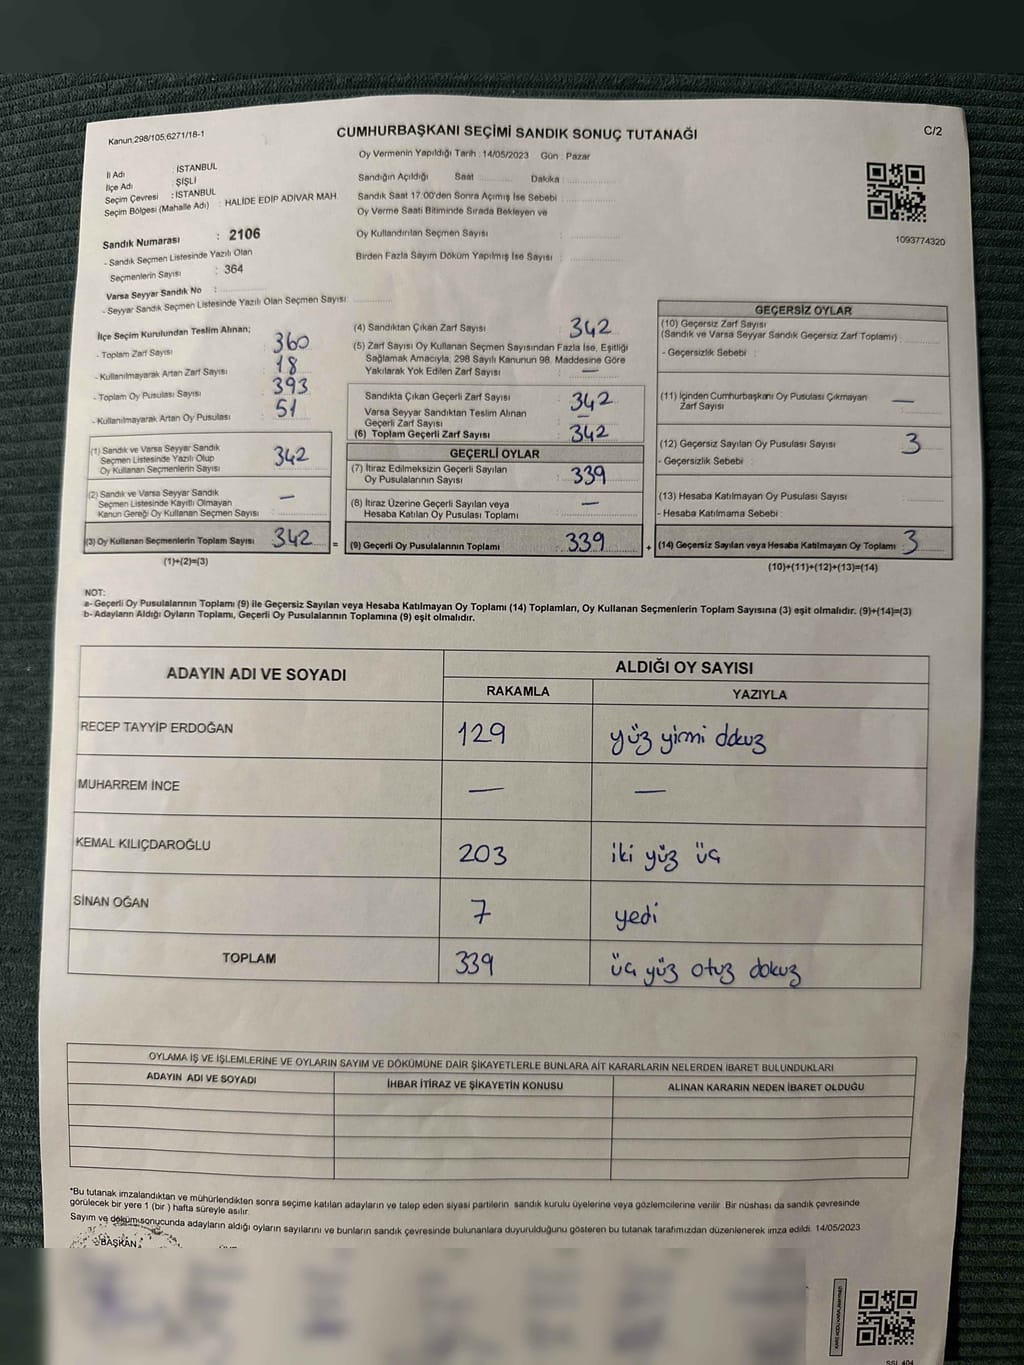 Kanun,298/105,6271/18-1
CUMHURBAŞKANI SEÇİMİ SANDIK SONUÇ TUTANAĞI
C/2
Oy Vermenin Yapıldığı Tarih : 14/05/2023 Gün : Pazar
İl Adı : İSTANBUL
İlçe Adı : ŞİŞLİ
Seçim Çevresi : İSTANBUL
Seçim Bölgesi (Mahalle Adı) : HALİDE EDİP ADIVAR MAH.
Sandığın Açıldığı Saat Dakika
Sandık Saat 17.00'den Sonra Açımış İse Sebebi
Oy Verme Saati Bitiminde Sırada Bekleyen ve
Oy Kullandırılan Seçmen Sayısı
Birden Fazla Sayım Döküm Yapılmış İse Sayısı :
1093774320
Sandık Numarası : 2106
- Sandık Seçmen Listesinde Yazılı Olan
Seçmenlerin Sayısı : 364
Varsa Seyyar Sandık No :
- Seyyar Sandık Seçmen Listesinde Yazılı Olan Seçmen Sayısı:
İlçe Seçim Kurulundan Teslim Alınan;
- Toplam Zarf Sayısı : 360
- Kullanılmayarak Artan Zarf Sayısı : 18
- Toplam Oy Pusulası Sayısı : 393
- Kullanılmayarak Artan Oy Pusulası : 51
(1) Sandık ve Varsa Seyyar Sandık
Seçmen Listesinde Yazılı Olup
Oy Kullanan Seçmenlerin Sayısı 342
(2) Sandık ve Varsa Seyyar Sandık
Seçmen Listesinde Kayıtlı Olmayan
Kanun Gereği Oy Kullanan Seçmen Sayısı : —
(3) Oy Kullanan Seçmenlerin Toplam Sayısı 342 =
(1)+(2)=(3)
(4) Sandıktan Çıkan Zarf Sayısı : 342
(5) Zarf Sayısı Oy Kullanan Seçmen Sayısından Fazla İse, Eşitliği
Sağlamak Amacıyla, 298 Sayılı Kanunun 98. Maddesine Göre
Yakılarak Yok Edilen Zarf Sayısı : —
Sandıkta Çıkan Geçerli Zarf Sayısı : 342
Varsa Seyyar Sandıktan Teslim Alınan
Geçerli Zarf Sayısı : —
(6) Toplam Geçerli Zarf Sayısı : 342
GEÇERLİ OYLAR
(7) İtiraz Edilmeksizin Geçerli Sayılan
Oy Pusulalarının Sayısı : 339
(8) İtiraz Üzerine Geçerli Sayılan veya
Hesaba Katılan Oy Pusulası Toplamı : —
(9) Geçerli Oy Pusulalarının Toplamı : 339 +
GEÇERSİZ OYLAR
(10) Geçersiz Zarf Sayısı
(Sandık ve Varsa Seyyar Sandık Geçersiz Zarf Toplamı) :
- Geçersizlik Sebebi :
(11) İçinden Cumhurbaşkanı Oy Pusulası Çıkmayan
Zarf Sayısı —
(12) Geçersiz Sayılan Oy Pusulası Sayısı 3
- Geçersizlik Sebebi :
(13) Hesaba Katılmayan Oy Pusulası Sayısı
- Hesaba Katılmama Sebebi :
(14) Geçersiz Sayılan veya Hesaba Katılmayan Oy Toplamı : 3
(10)+(11)+(12)+(13)=(14)
NOT:
a- Geçerli Oy Pusulalarının Toplamı (9) ile Geçersiz Sayılan veya Hesaba Katılmayan Oy Toplamı (14) Toplamları, Oy Kullanan Seçmenlerin Toplam Sayısına (3) eşit olmalıdır. (9)+(14)=(3)
b- Adayların Aldığı Oyların Toplamı, Geçerli Oy Pusulalarının Toplamına (9) eşit olmalıdır.
ADAYIN ADI VE SOYADI ALDIĞI OY SAYISI
RAKAMLA YAZIYLA
RECEP TAYYİP ERDOĞAN 129 yüz yirmi dokuz
MUHARREM İNCE — —
KEMAL KILIÇDAROĞLU 203 iki yüz üç
SİNAN OĞAN 7 yedi
TOPLAM 339 üç yüz otuz dokuz
OYLAMA İŞ VE İŞLEMLERİNE VE OYLARIN SAYIM VE DÖKÜMÜNE DAİR ŞİKAYETLERLE BUNLARA AİT KARARLARIN NELERDEN İBARET BULUNDUKLARI
ADAYIN ADI VE SOYADI İHBAR İTİRAZ VE ŞİKAYETİN KONUSU ALINAN KARARIN NEDEN İBARET OLDUĞU
*Bu tutanak imzalandıktan ve mühürlendikten sonra seçime katılan adayların ve talep eden siyasi partilerin sandık kurulu üyelerine veya gözlemcilerine verilir. Bir nüshası da sandık çevresinde
görülecek bir yere 1 (bir ) hafta süreyle asılır.
Sayım ve döküm sonucunda adayların aldığı oyların sayılarını ve bunların sandık çevresinde bulunanlara duyurulduğunu gösteren bu tutanak tarafımızdan düzenlenerek imza edildi. 14/05/2023
BAŞKAN